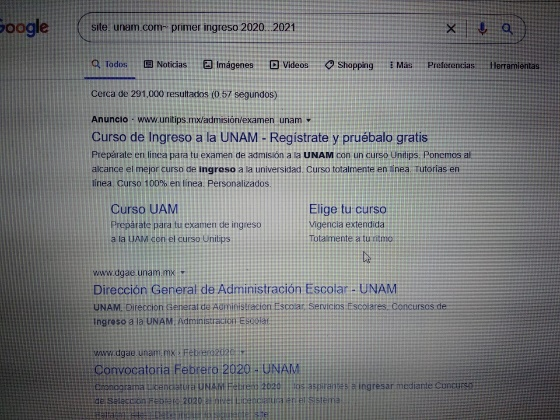 Google
site: unam.com~ primer ingreso 2020..2021
Todos Noticias Imágenes Videos Shopping Más Preferencias Herramientas
Cerca de 291,000 resultados (0.57 segundos)
Anuncio · www.unitips.mx/admisión/examen_unam
Curso de Ingreso a la UNAM - Regístrate y pruébalo gratis
Prepárate en línea para tu examen de admisión a la UNAM con un curso Unitips. Ponemos al
alcance el mejor curso de ingreso a la universidad. Curso totalmente en línea. Tutorías en
línea. Curso 100% en línea. Personalizados.
Curso UAM
Prepárate para tu examen de ingreso
a la UAM con el curso Unitips
Elige tu curso
Vigencia extendida
Totalmente a tu ritmo
www.dgae.unam.mx
Dirección General de Administración Escolar - UNAM
UNAM, Dirección General de Administración Escolar, Servicios Escolares, Concursos de
Ingreso a la UNAM, Administración Escolar.
www.dgae.unam.mx › Febrero2020
Convocatoria Febrero 2020 - UNAM
Cronograma Licenciatura UNAM Febrero 2020 los aspirantes a ingresar mediante Concurso
de Selección Febrero 2020 al nivel Licenciatura en el Sistema